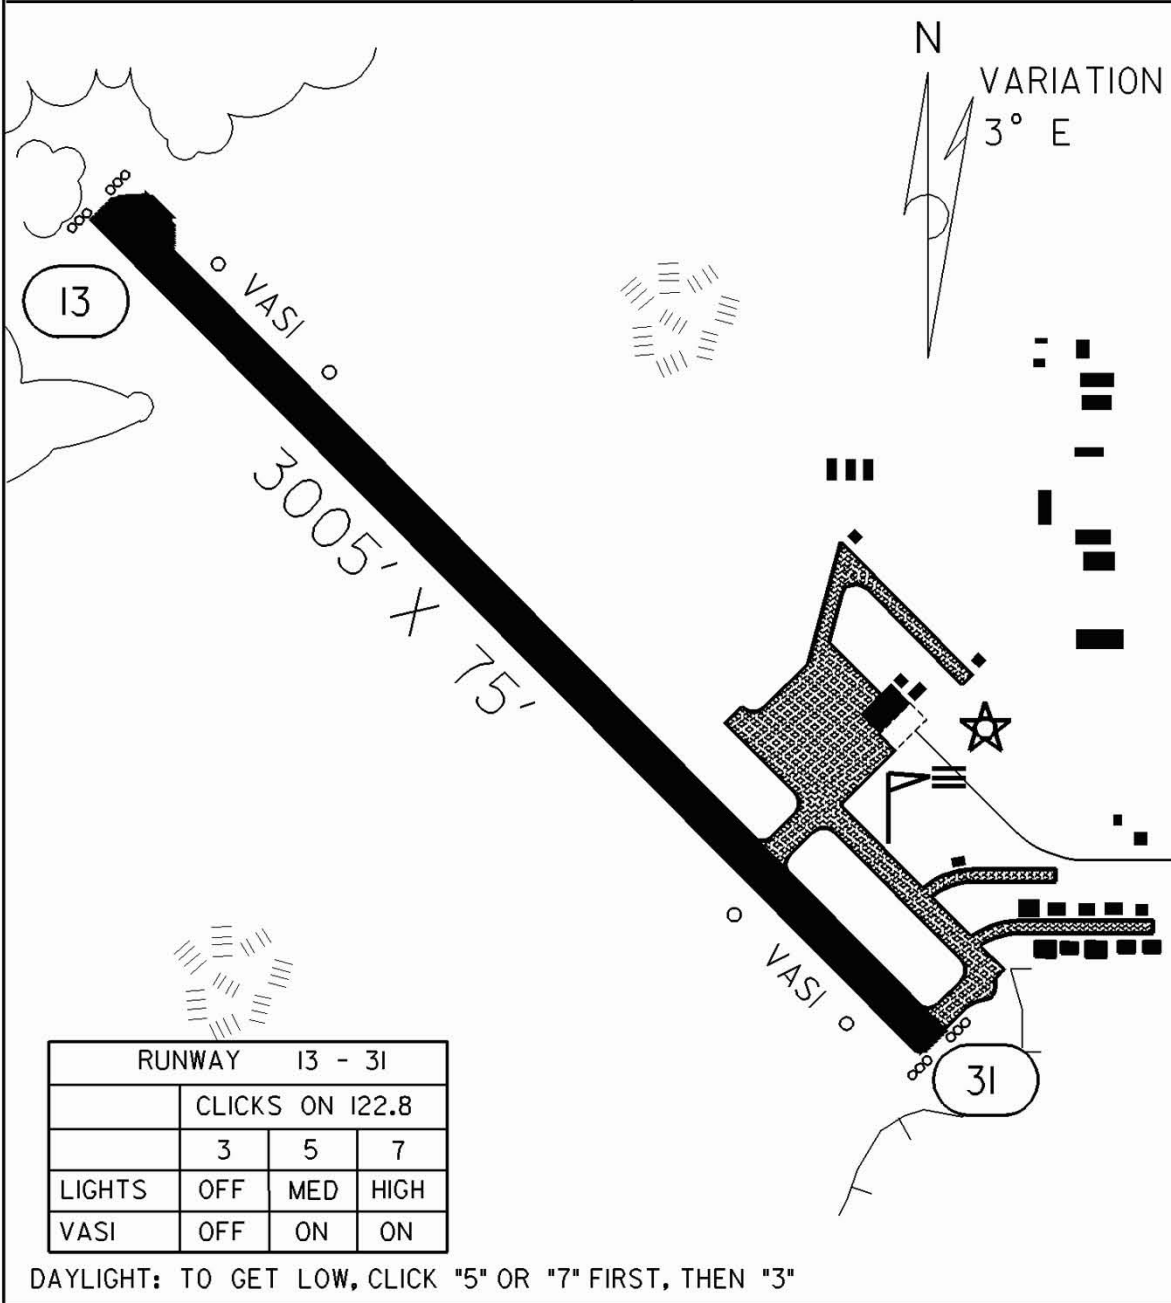 N
VARIATION
3° E
13
VASI
3005' X 75'
VASI
31
RUNWAY 13 - 31
CLICKS ON 122.8
3 5 7
LIGHTS OFF MED HIGH
VASI OFF ON ON
DAYLIGHT: TO GET LOW, CLICK "5" OR "7" FIRST, THEN "3"